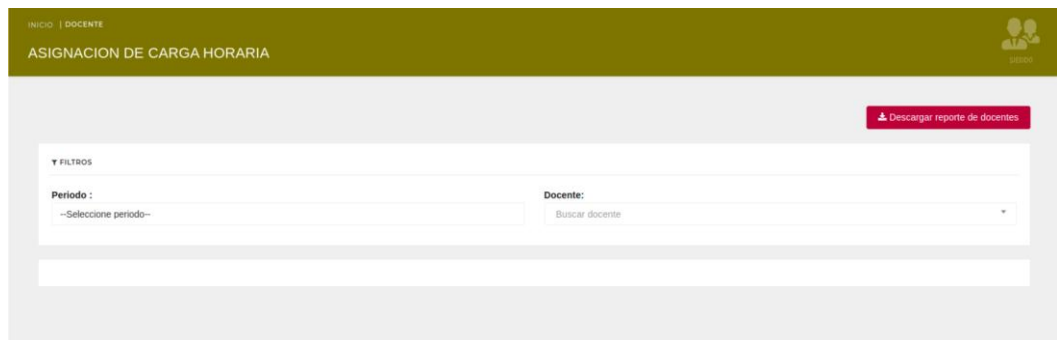 INICIO | DOCENTE
ASIGNACION DE CARGA HORARIA
Descargar reporte de docentes
FILTROS
Periodo :
--Seleccione periodo--
Docente:
Buscar docente